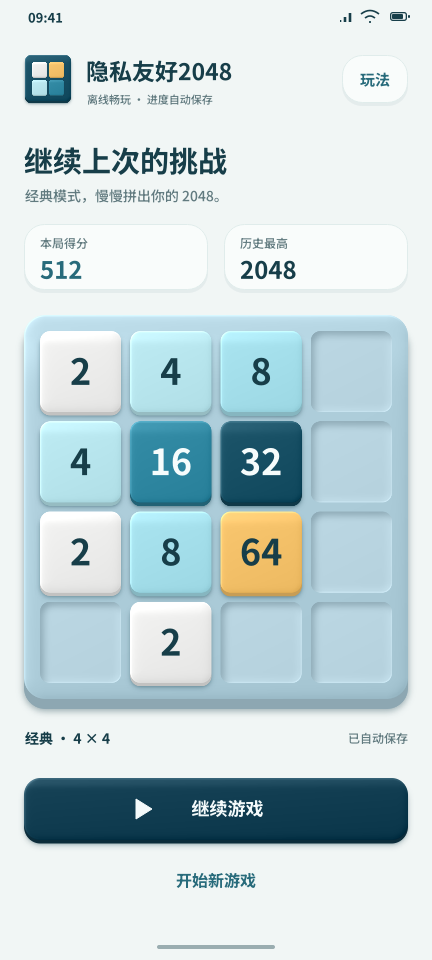 09:41
隐私友好2048
离线畅玩 · 进度自动保存
玩法
继续上次的挑战
经典模式，慢慢拼出你的 2048。
本局得分
512
历史最高
2048
2 4 8
4 16 32
2 8 64
2
经典 · 4 × 4
已自动保存
继续游戏
开始新游戏